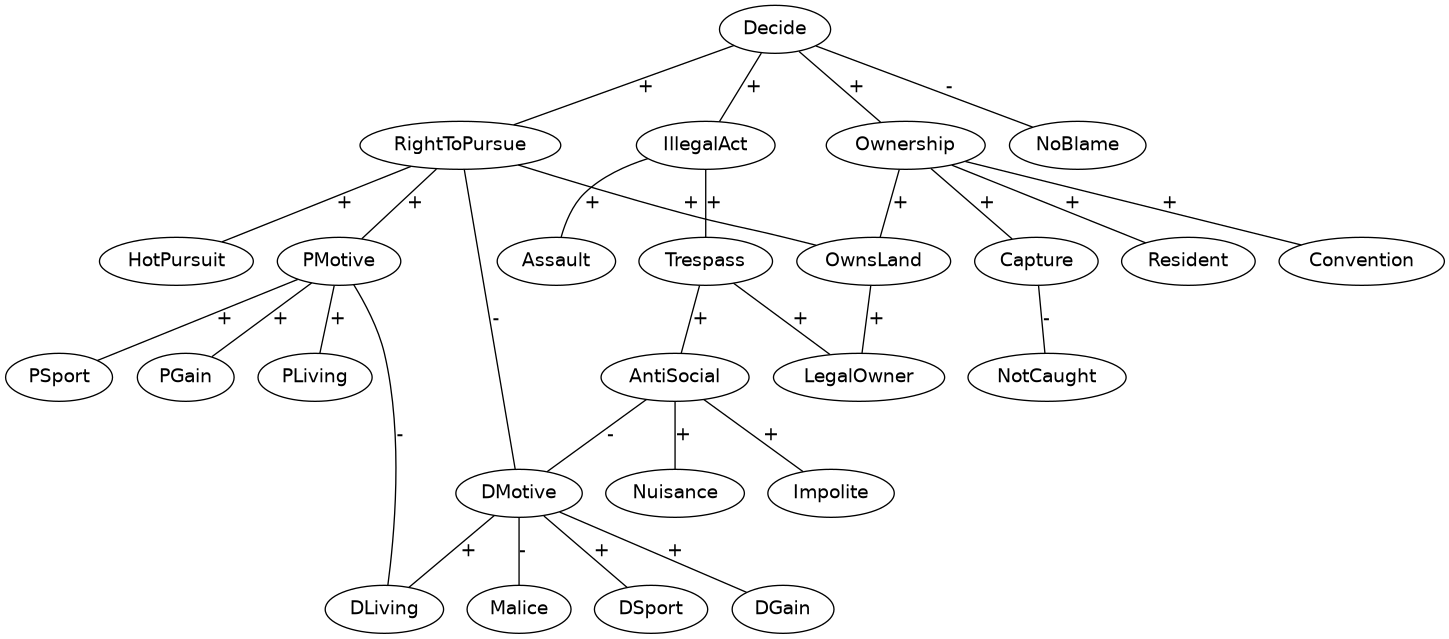 Decide
+ + + -
RightToPursue IllegalAct Ownership NoBlame
+ + + + + + + + +
HotPursuit PMotive Assault Trespass OwnsLand Capture Resident Convention
+ + + - + + + -
PSport PGain PLiving AntiSocial LegalOwner NotCaught
- - + +
DMotive Nuisance Impolite
+ - + +
DLiving Malice DSport DGain